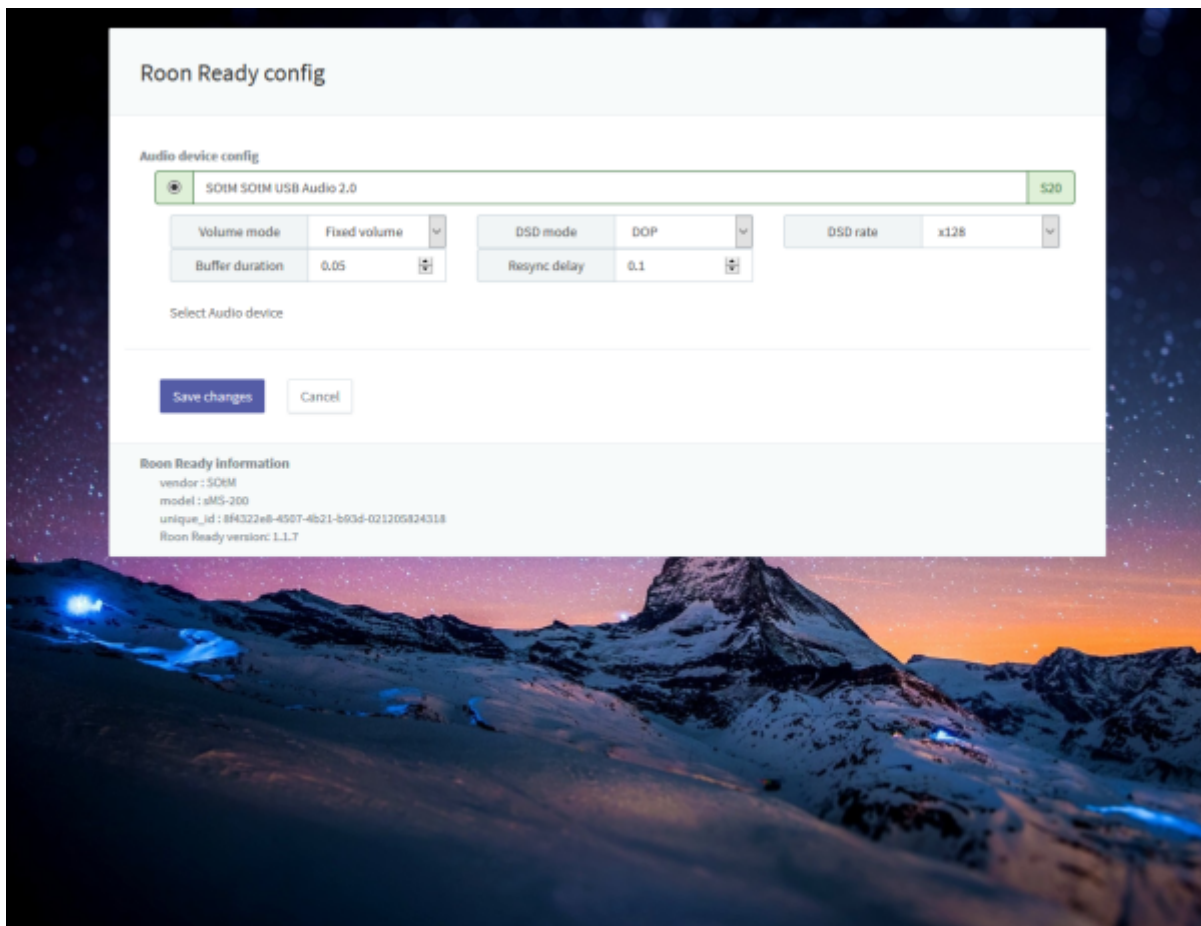 Roon Ready config
Audio device config
SOtM SOtM USB Audio 2.0 S20
Volume mode Fixed volume DSD mode DOP DSD rate x128
Buffer duration 0.05 Resync delay 0.1
Select Audio device
Save changes Cancel
Roon Ready information
vendor : SOtM
model : sMS-200
unique_id : 8f4322e8-4507-4b21-b93d-021205824318
Roon Ready version: 1.1.7